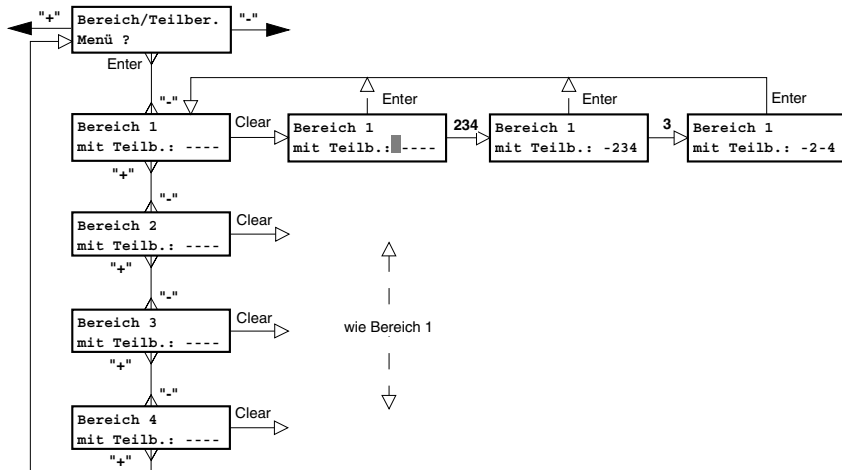 "+"
Bereich/Teilber.
Menü ?
"-"
Enter
"-"
Bereich 1
mit Teilb.: ----
"+"
Clear
Bereich 1
mit Teilb.: ----
Enter
234
Bereich 1
mit Teilb.: -234
Enter
3
Bereich 1
mit Teilb.: -2-4
Enter
"-"
Bereich 2
mit Teilb.: ----
"+"
Clear
"-"
Bereich 3
mit Teilb.: ----
"+"
Clear
wie Bereich 1
"-"
Bereich 4
mit Teilb.: ----
"+"
Clear